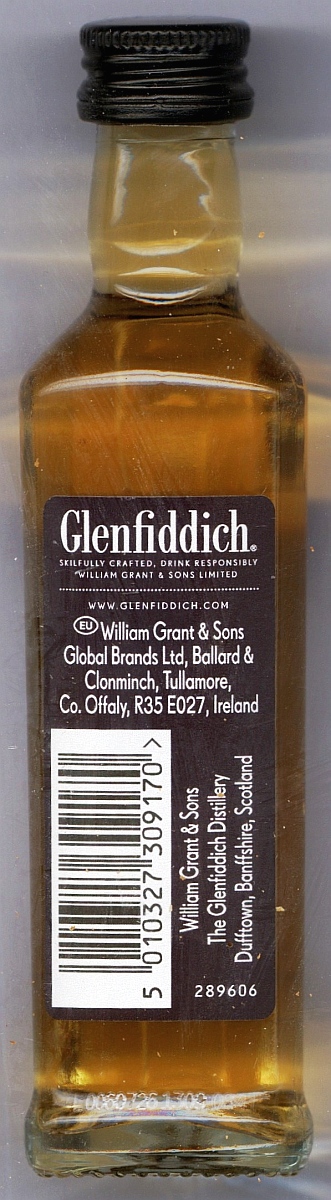 Glenfiddich®
SKILFULLY CRAFTED, DRINK RESPONSIBLY
WILLIAM GRANT & SONS LIMITED
WWW.GLENFIDDICH.COM
EU William Grant & Sons
Global Brands Ltd, Ballard &
Clonminch, Tullamore,
Co. Offaly, R35 E027, Ireland
5 010327 309170 >
William Grant & Sons
The Glenfiddich Distillery
Dufftown, Banffshire, Scotland
289606